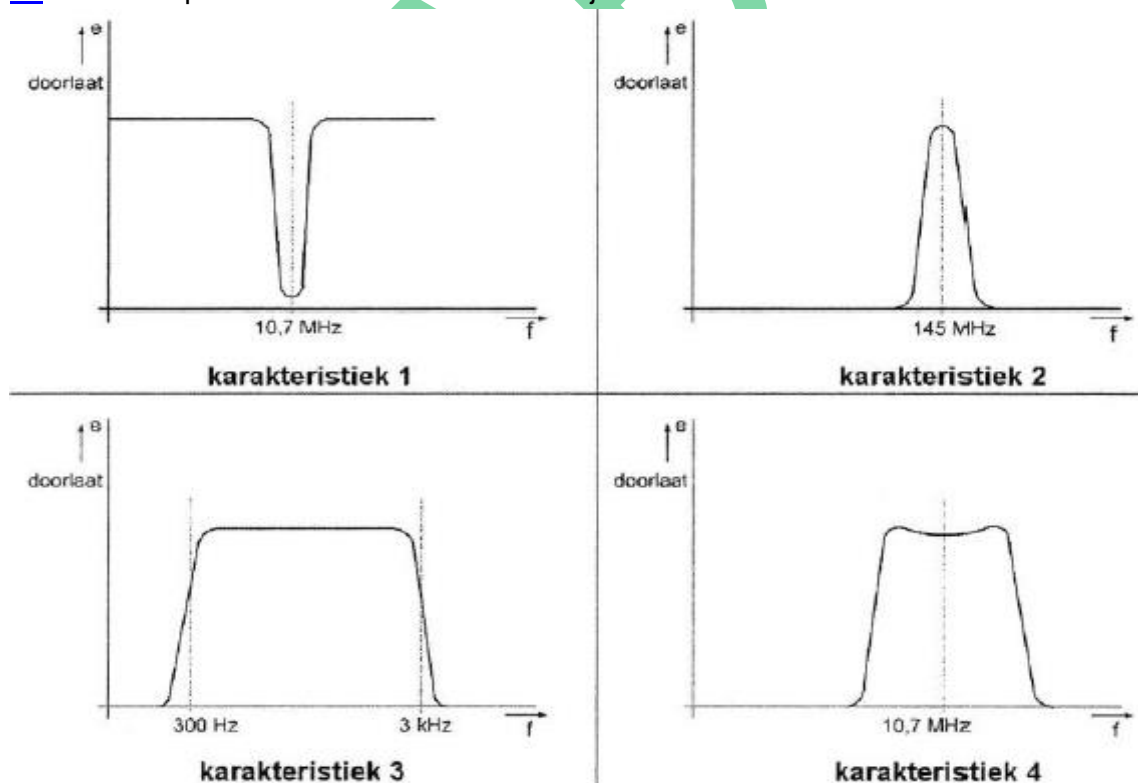 e
doorlaat
10,7 MHz
f
karakteristiek 1
e
doorlaat
145 MHz
f
karakteristiek 2
e
doorlaat
300 Hz
3 kHz
f
karakteristiek 3
e
doorlaat
10,7 MHz
f
karakteristiek 4